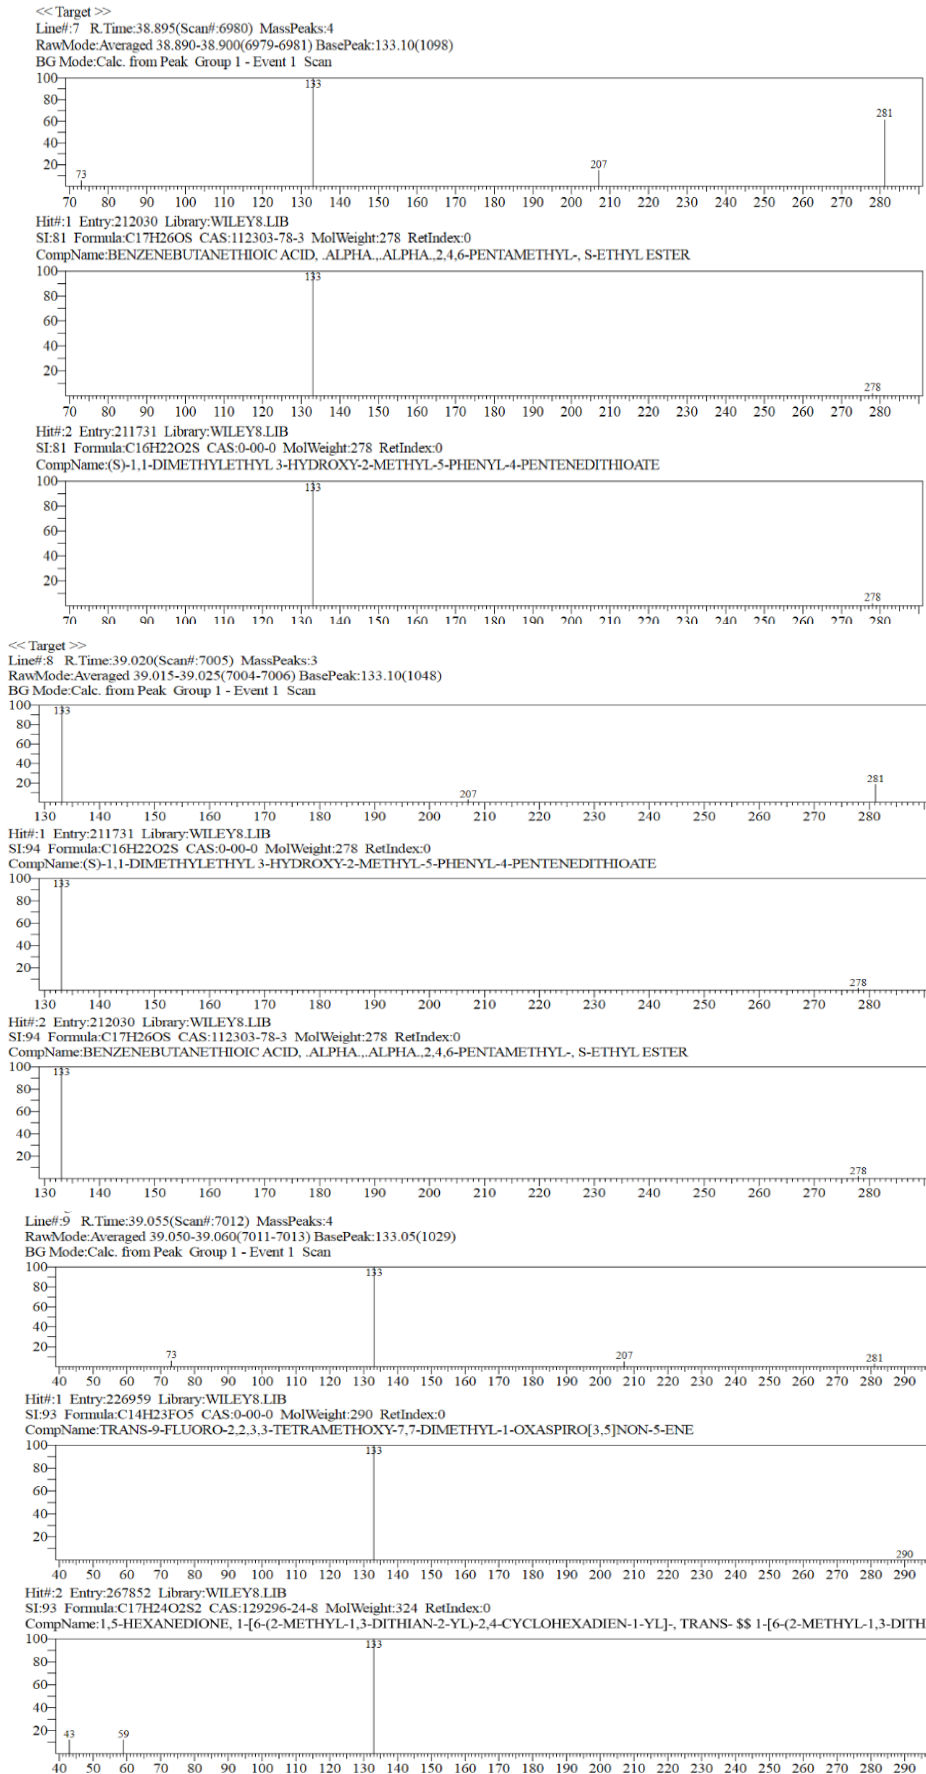 << Target >>
Line#:7 R.Time:38.895(Scan#:6980) MassPeaks:4
RawMode:Averaged 38.890-38.900(6979-6981) BasePeak:133.10(1098)
BG Mode:Calc. from Peak Group 1 - Event 1 Scan
100
80
60
40
20
73
133
207
281
70 80 90 100 110 120 130 140 150 160 170 180 190 200 210 220 230 240 250 260 270 280
Hit#:1 Entry:212030 Library:WILEY8.LIB
SI:81 Formula:C17H26OS CAS:112303-78-3 MolWeight:278 RetIndex:0
CompName:BENZENEBUTANETHIOIC ACID, .ALPHA.,.ALPHA.,2,4,6-PENTAMETHYL-, S-ETHYL ESTER
100
80
60
40
20
133
278
70 80 90 100 110 120 130 140 150 160 170 180 190 200 210 220 230 240 250 260 270 280
Hit#:2 Entry:211731 Library:WILEY8.LIB
SI:81 Formula:C16H22O2S CAS:0-00-0 MolWeight:278 RetIndex:0
CompName:(S)-1,1-DIMETHYLETHYL 3-HYDROXY-2-METHYL-5-PHENYL-4-PENTENEDITHIOATE
100
80
60
40
20
133
278
70 80 90 100 110 120 130 140 150 160 170 180 190 200 210 220 230 240 250 260 270 280
<< Target >>
Line#:8 R.Time:39.020(Scan#:7005) MassPeaks:3
RawMode:Averaged 39.015-39.025(7004-7006) BasePeak:133.10(1048)
BG Mode:Calc. from Peak Group 1 - Event 1 Scan
100
80
60
40
20
133
207
281
130 140 150 160 170 180 190 200 210 220 230 240 250 260 270 280
Hit#:1 Entry:211731 Library:WILEY8.LIB
SI:94 Formula:C16H22O2S CAS:0-00-0 MolWeight:278 RetIndex:0
CompName:(S)-1,1-DIMETHYLETHYL 3-HYDROXY-2-METHYL-5-PHENYL-4-PENTENEDITHIOATE
100
80
60
40
20
133
278
130 140 150 160 170 180 190 200 210 220 230 240 250 260 270 280
Hit#:2 Entry:212030 Library:WILEY8.LIB
SI:94 Formula:C17H26OS CAS:112303-78-3 MolWeight:278 RetIndex:0
CompName:BENZENEBUTANETHIOIC ACID, .ALPHA.,.ALPHA.,2,4,6-PENTAMETHYL-, S-ETHYL ESTER
100
80
60
40
20
133
278
130 140 150 160 170 180 190 200 210 220 230 240 250 260 270 280
Line#:9 R.Time:39.055(Scan#:7012) MassPeaks:4
RawMode:Averaged 39.050-39.060(7011-7013) BasePeak:133.05(1029)
BG Mode:Calc. from Peak Group 1 - Event 1 Scan
100
80
60
40
20
73
133
207
281
40 50 60 70 80 90 100 110 120 130 140 150 160 170 180 190 200 210 220 230 240 250 260 270 280 290
Hit#:1 Entry:226959 Library:WILEY8.LIB
SI:93 Formula:C14H23FO5 CAS:0-00-0 MolWeight:290 RetIndex:0
CompName:TRANS-9-FLUORO-2,2,3,3-TETRAMETHOXY-7,7-DIMETHYL-1-OXASPIRO[3,5]NON-5-ENE
100
80
60
40
20
133
290
40 50 60 70 80 90 100 110 120 130 140 150 160 170 180 190 200 210 220 230 240 250 260 270 280 290
Hit#:2 Entry:267852 Library:WILEY8.LIB
SI:93 Formula:C17H24O2S2 CAS:129296-24-8 MolWeight:324 RetIndex:0
CompName:1,5-HEXANEDIONE, 1-[6-(2-METHYL-1,3-DITHIAN-2-YL)-2,4-CYCLOHEXADIEN-1-YL]-, TRANS- $$ 1-[6-(2-METHYL-1,3-DITH
100
80
60
40
20
43
59
133
40 50 60 70 80 90 100 110 120 130 140 150 160 170 180 190 200 210 220 230 240 250 260 270 280 290